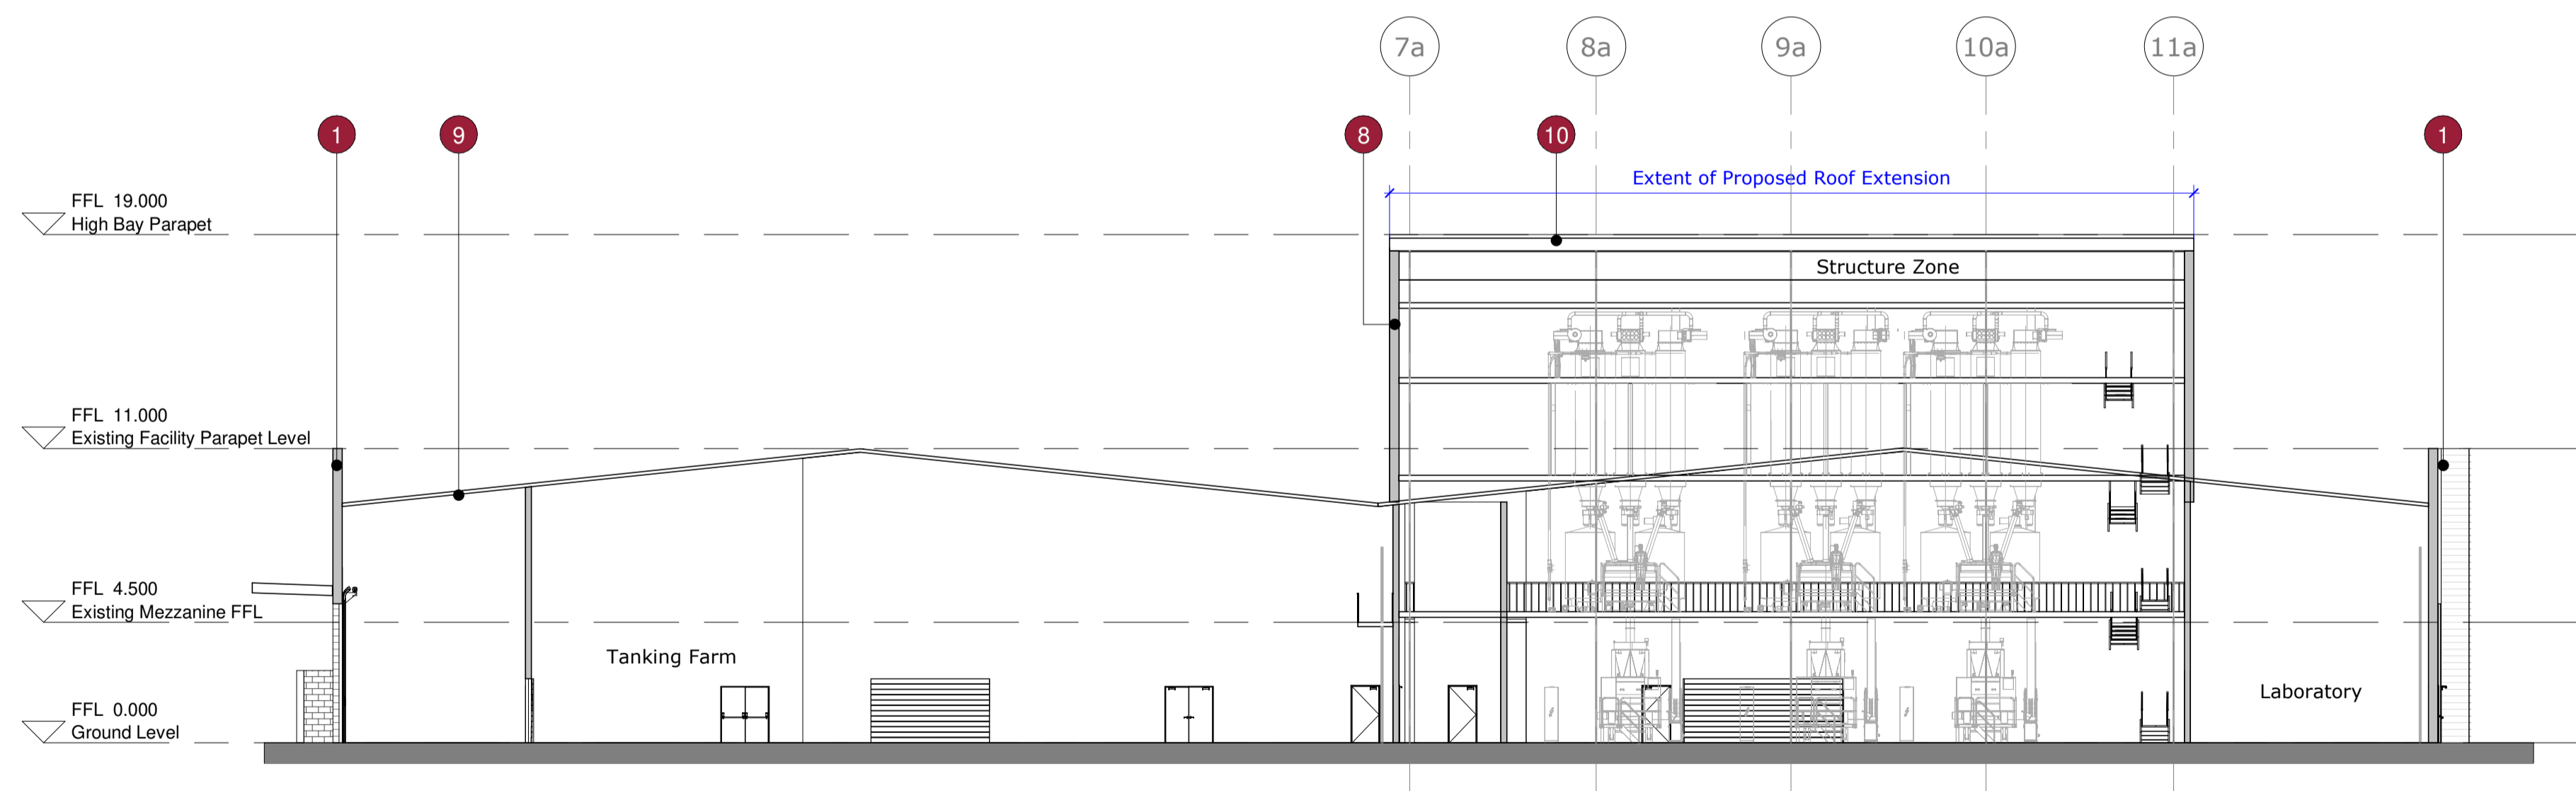 7a
8a
9a
10a
11a
1
9
8
10
1
Extent of Proposed Roof Extension
FFL 19.000
High Bay Parapet
Structure Zone
FFL 11.000
Existing Facility Parapet Level
FFL 4.500
Existing Mezzanine FFL
Tanking Farm
Laboratory
FFL 0.000
Ground Level